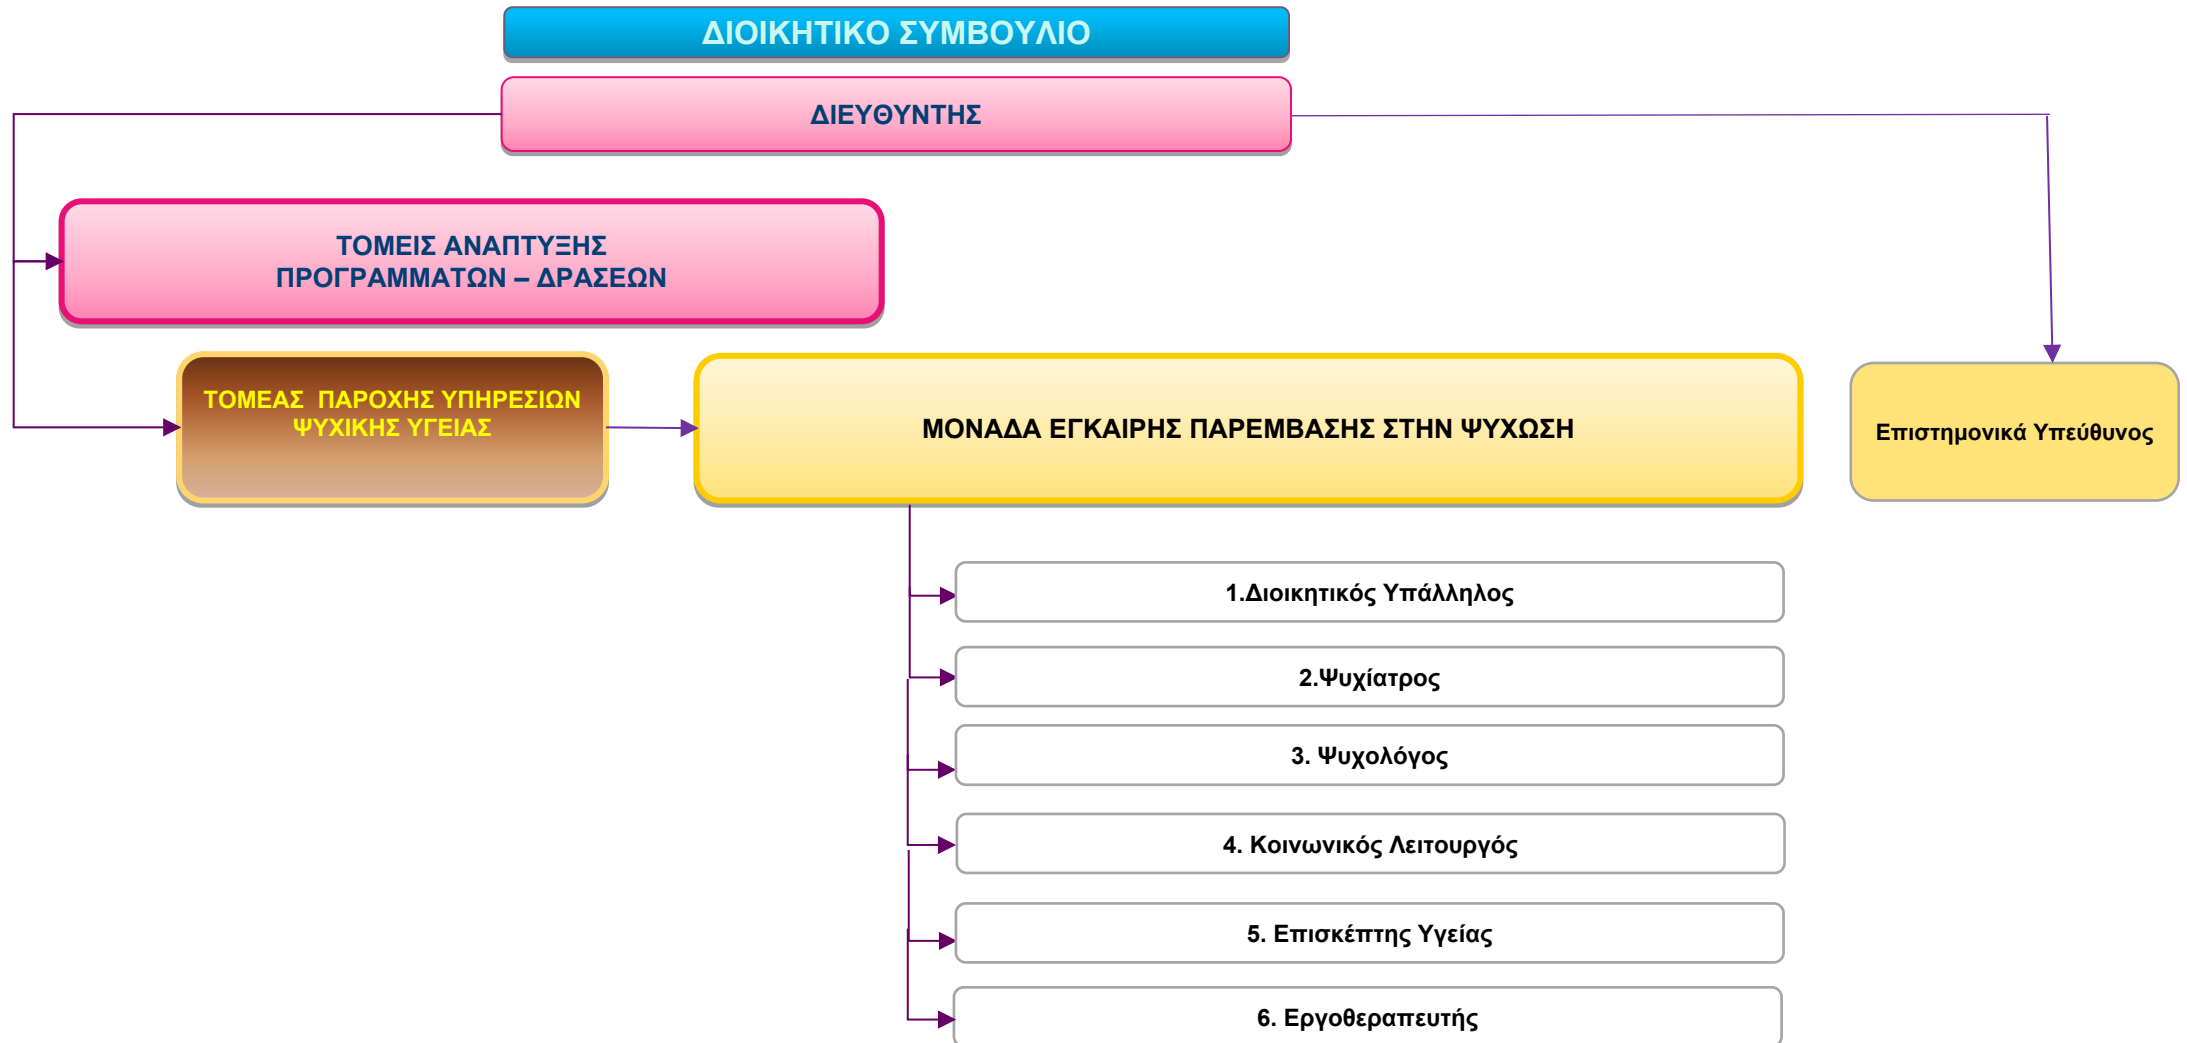 ΔΙΟΙΚΗΤΙΚΟ ΣΥΜΒΟΥΛΙΟ
ΔΙΕΥΘΥΝΤΗΣ
ΤΟΜΕΙΣ ΑΝΑΠΤΥΞΗΣ
ΠΡΟΓΡΑΜΜΑΤΩΝ – ΔΡΑΣΕΩΝ
ΤΟΜΕΑΣ ΠΑΡΟΧΗΣ ΥΠΗΡΕΣΙΩΝ
ΨΥΧΙΚΗΣ ΥΓΕΙΑΣ
ΜΟΝΑΔΑ ΕΓΚΑΙΡΗΣ ΠΑΡΕΜΒΑΣΗΣ ΣΤΗΝ ΨΥΧΩΣΗ
Επιστημονικά Υπεύθυνος
1.Διοικητικός Υπάλληλος
2.Ψυχίατρος
3. Ψυχολόγος
4. Κοινωνικός Λειτουργός
5. Επισκέπτης Υγείας
6. Εργοθεραπευτής